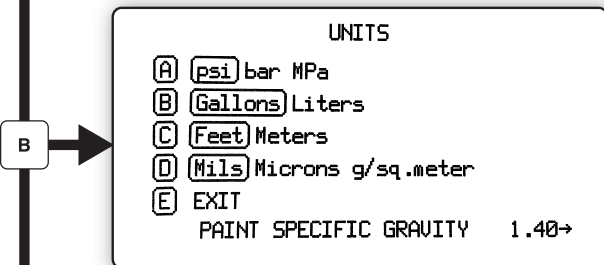 UNITS
A psi bar MPa
B Gallons Liters
C Feet Meters
B
D Mils Microns g/sq.meter
E EXIT
PAINT SPECIFIC GRAVITY 1.40→